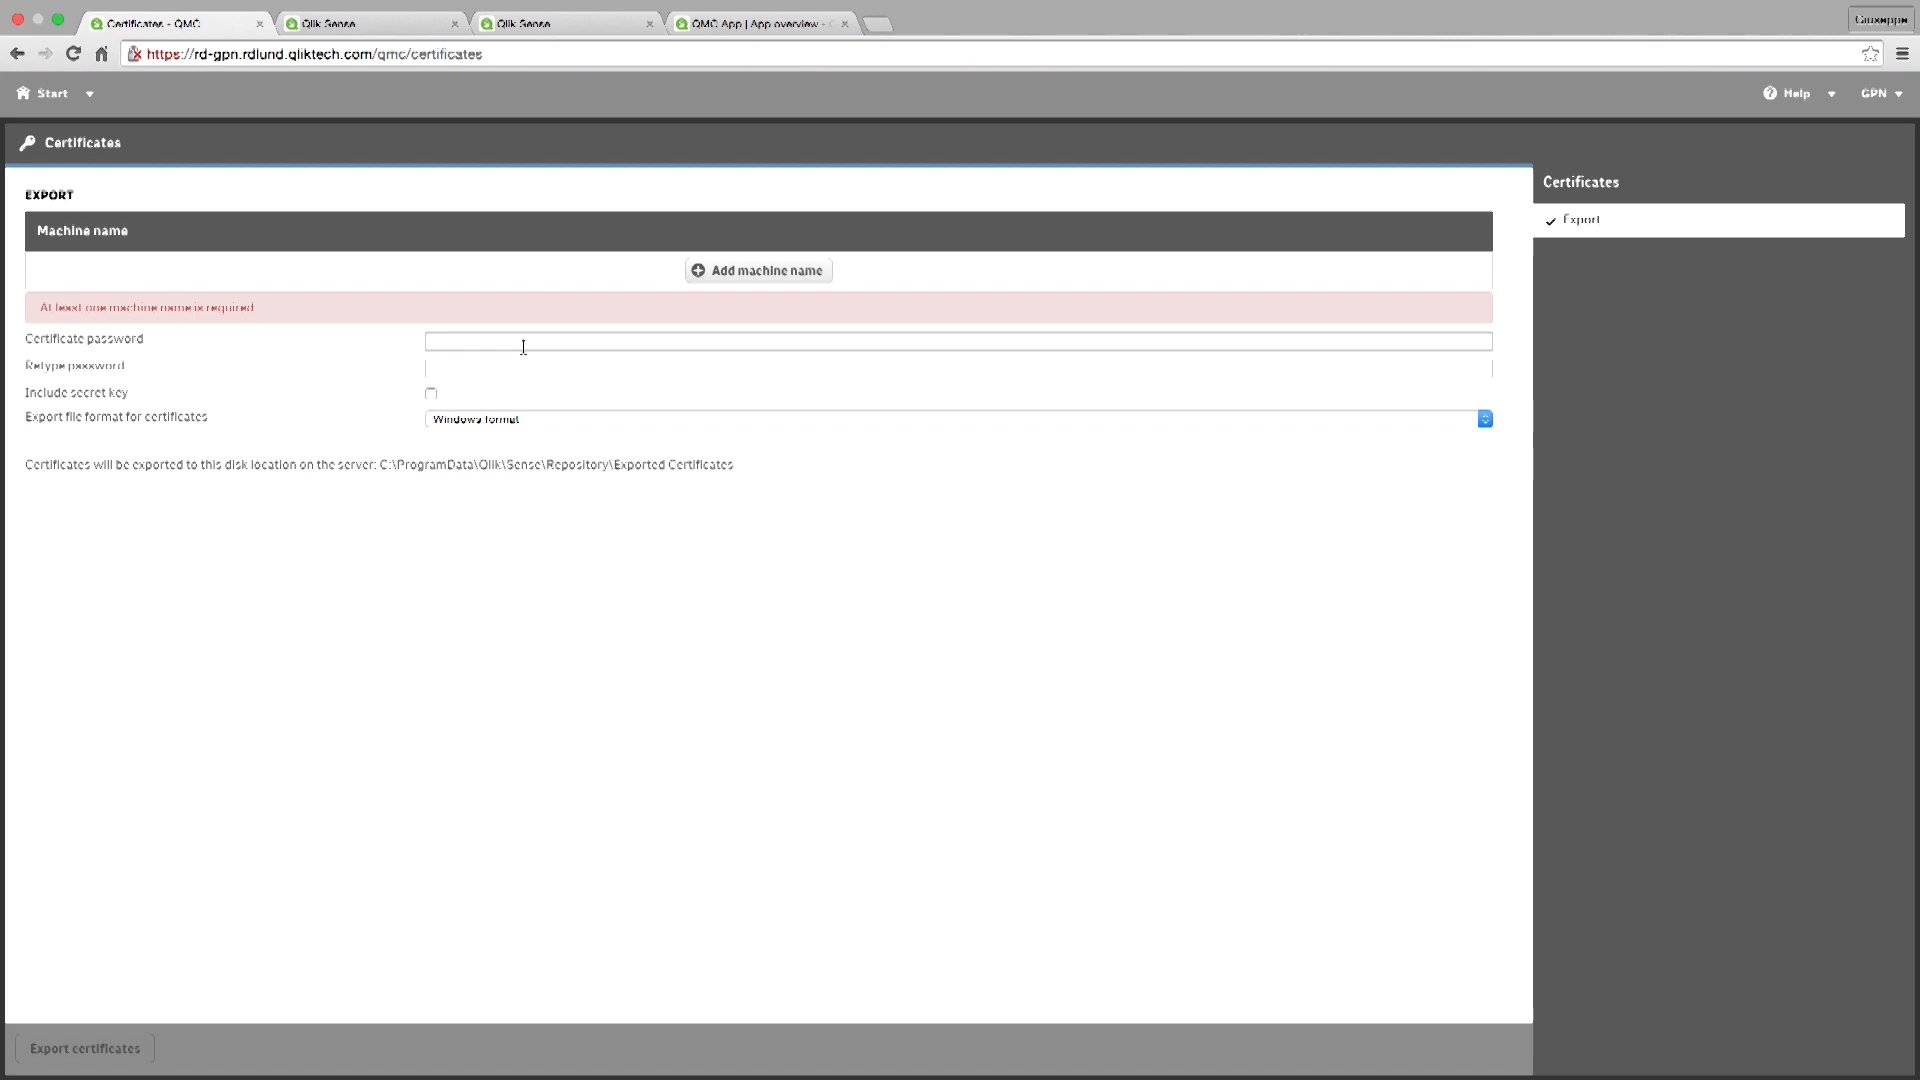 Certificates - QMC
Qlik Sense
Qlik Sense
QMC App | App overview -
Giuseppe
https://rd-gpn.rdlund.qliktech.com/qmc/certificates
Start
Help
GPN
Certificates
EXPORT
Certificates
Export
Machine name
Add machine name
At least one machine name is required
Certificate password
Retype password
Include secret key
Export file format for certificates
Windows format
Certificates will be exported to this disk location on the server: C:\ProgramData\Qlik\Sense\Repository\Exported Certificates
Export certificates